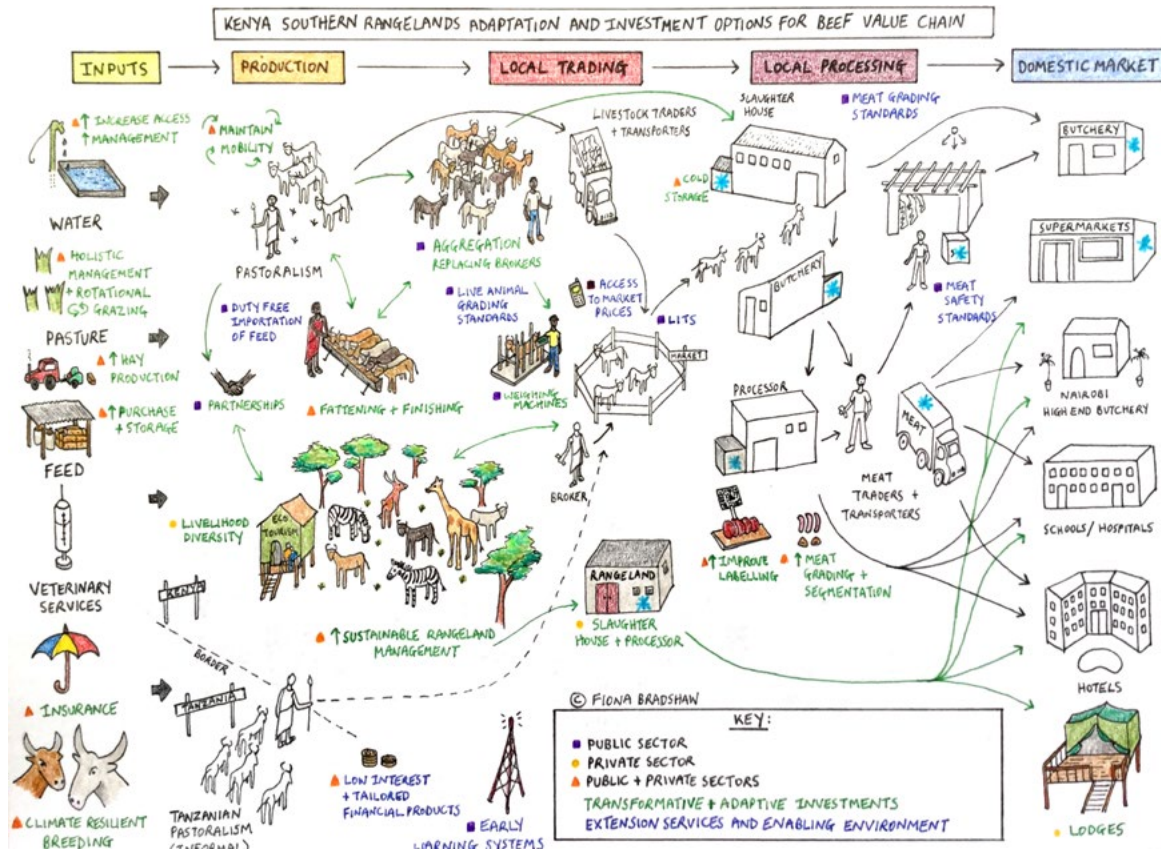 KENYA SOUTHERN RANGELANDS ADAPTATION AND INVESTMENT OPTIONS FOR BEEF VALUE CHAIN
INPUTS
PRODUCTION
LOCAL TRADING
LOCAL PROCESSING
DOMESTIC MARKET
↑ INCREASE ACCESS
↑ MANAGEMENT
WATER
HOLISTIC
MANAGEMENT
+ ROTATIONAL
GRAZING
PASTURE
↑ HAY
PRODUCTION
↑ PURCHASE
+ STORAGE
FEED
VETERINARY
SERVICES
INSURANCE
CLIMATE RESILIENT
BREEDING
MAINTAIN
MOBILITY
PASTORALISM
DUTY FREE
IMPORTATION
OF FEED
PARTNERSHIPS
FATTENING + FINISHING
LIVELIHOOD
DIVERSITY
ECO
TOURISM
↑ SUSTAINABLE RANGELAND
MANAGEMENT
KENYA
BORDER
TANZANIA
TANZANIAN
PASTORALISM
(INFORMAL)
LOW INTEREST
+ TAILORED
FINANCIAL PRODUCTS
EARLY
WARNING SYSTEMS
LIVESTOCK TRADERS
+ TRANSPORTERS
AGGREGATION
REPLACING BROKERS
LIVE ANIMAL
GRADING
STANDARDS
WEIGHING
MACHINES
ACCESS
TO MARKET
PRICES
LITS
MARKET
BROKER
RANGELAND
SLAUGHTER
HOUSE + PROCESSOR
SLAUGHTER
HOUSE
COLD
STORAGE
BUTCHERY
PROCESSOR
↑ IMPROVE
LABELLING
↑ MEAT
GRADING +
SEGMENTATION
MEAT GRADING
STANDARDS
MEAT SAFETY
STANDARDS
MEAT
MEAT
TRADERS +
TRANSPORTERS
BUTCHERY
SUPERMARKETS
NAIROBI
HIGH END BUTCHERY
SCHOOLS / HOSPITALS
HOTELS
LODGES
© FIONA BRADSHAW
KEY:
PUBLIC SECTOR
PRIVATE SECTOR
PUBLIC + PRIVATE SECTORS
TRANSFORMATIVE + ADAPTIVE INVESTMENTS
EXTENSION SERVICES AND ENABLING ENVIRONMENT